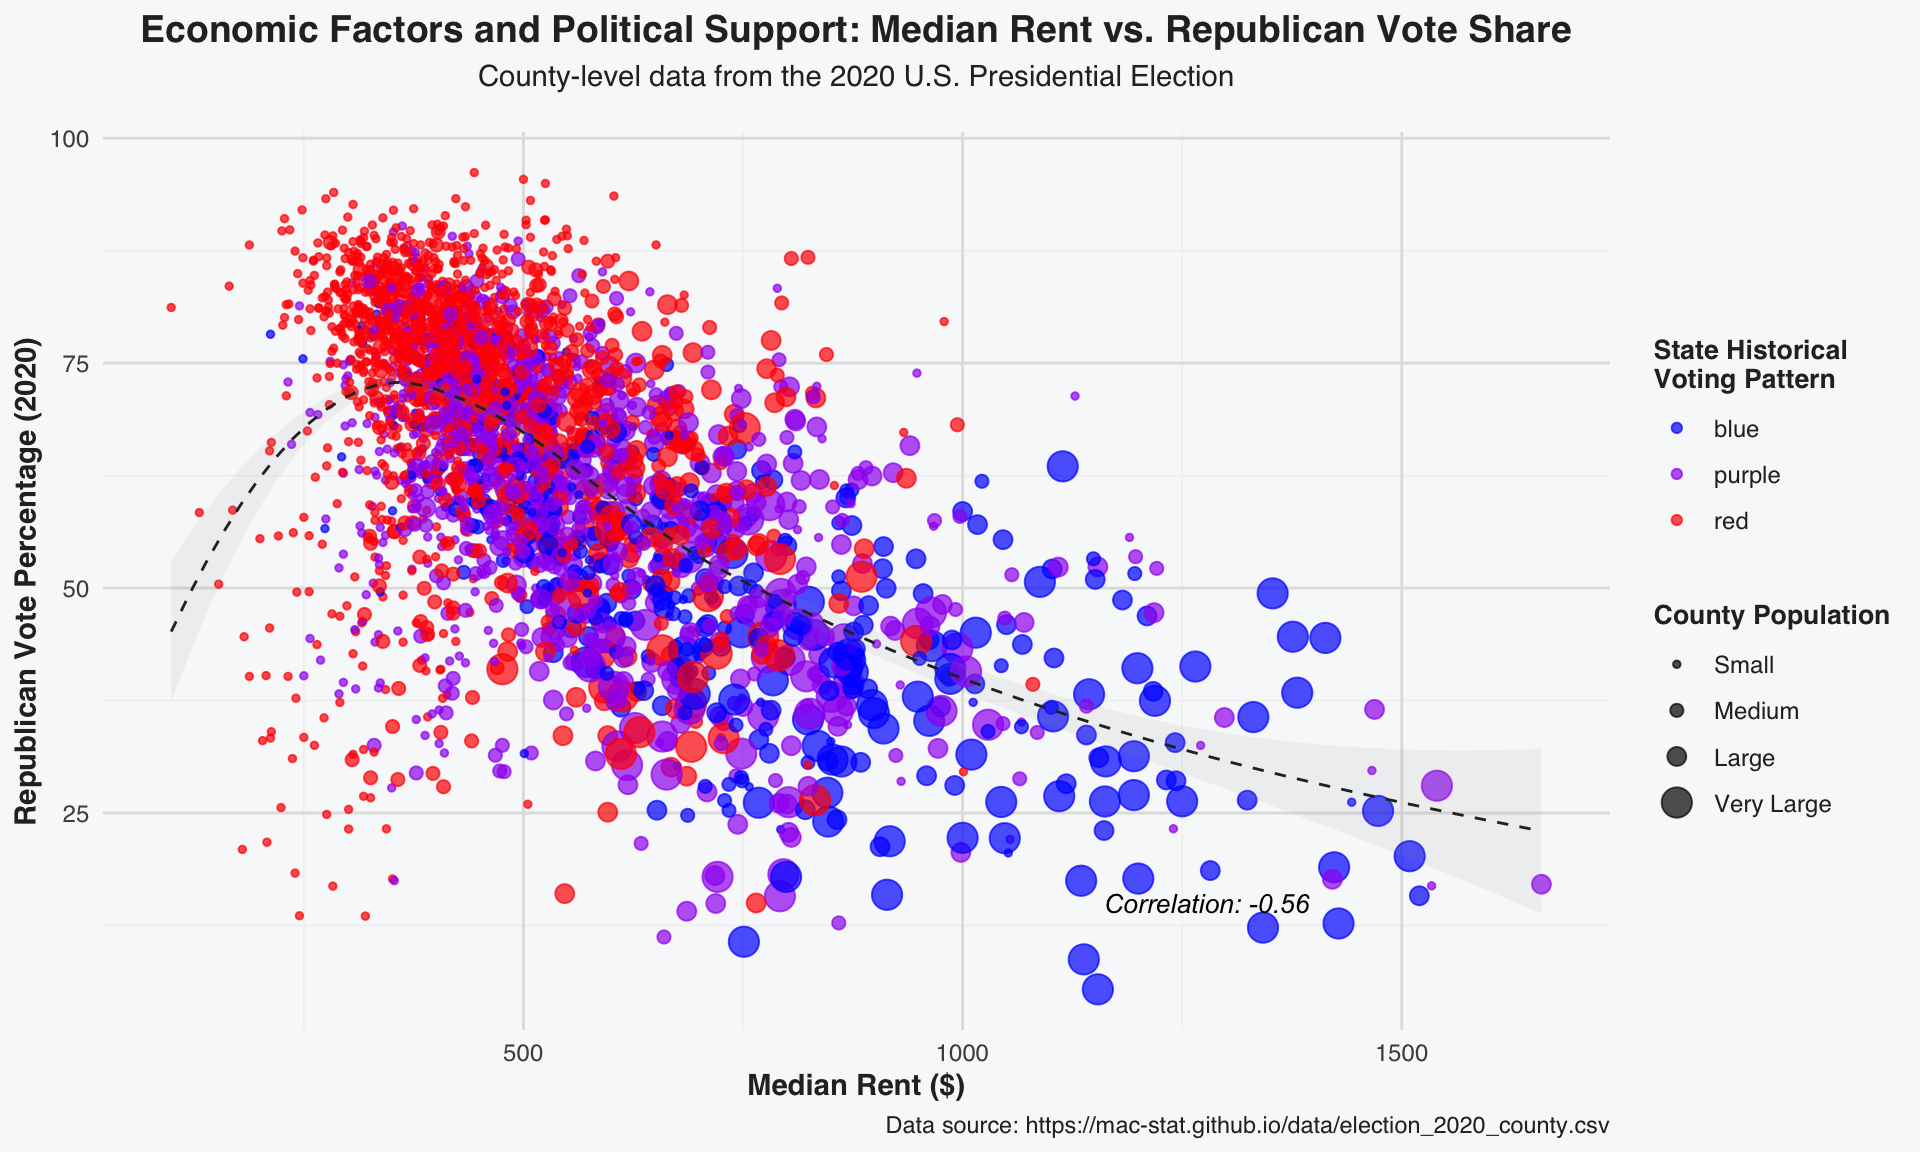 Economic Factors and Political Support: Median Rent vs. Republican Vote Share
County-level data from the 2020 U.S. Presidential Election
Republican Vote Percentage (2020)
100
75
50
25
Correlation: -0.56
500
1000
1500
Median Rent ($)
State Historical
Voting Pattern
blue
purple
red
County Population
Small
Medium
Large
Very Large
Data source: https://mac-stat.github.io/data/election_2020_county.csv